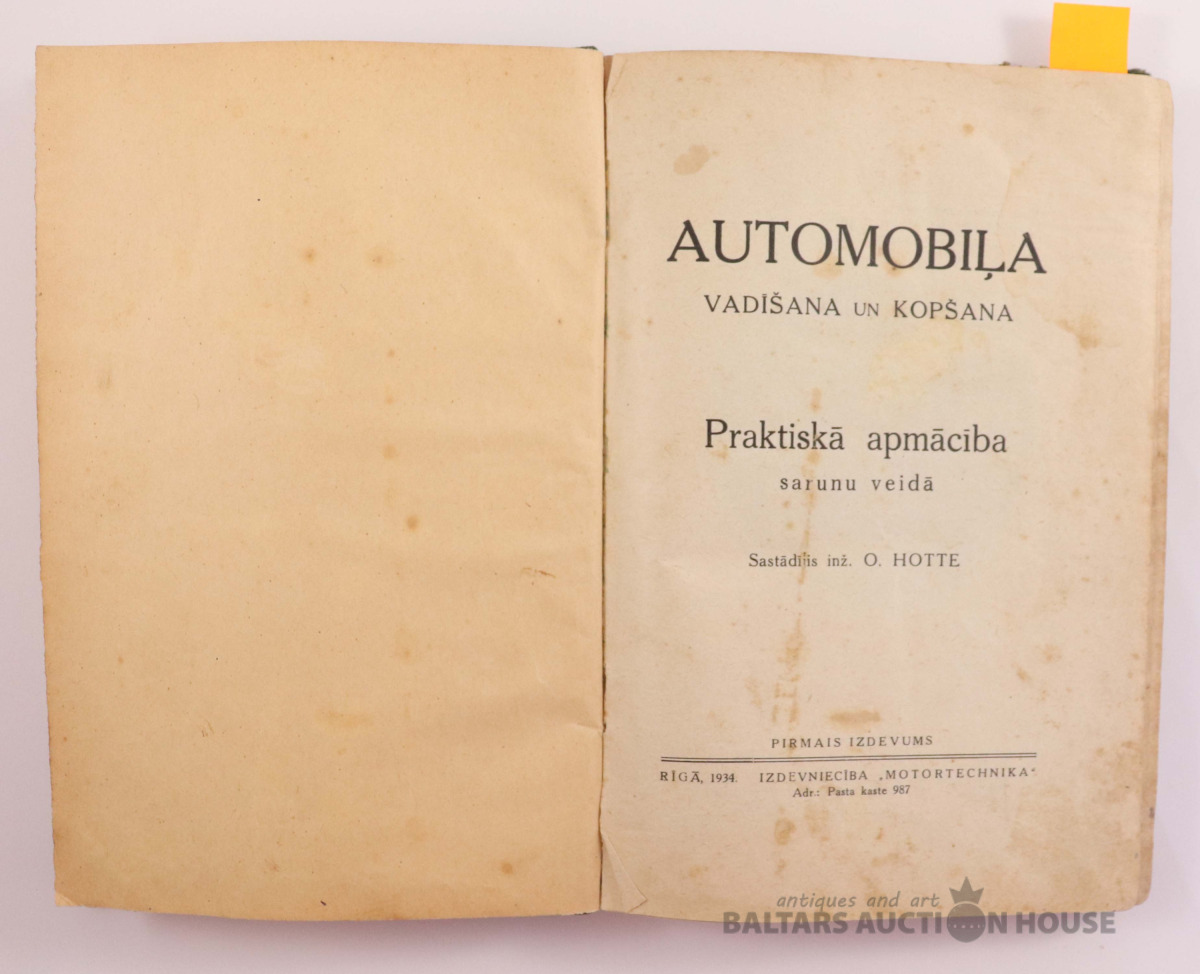 AUTOMOBIĻA
VADĪŠANA UN KOPŠANA
Praktiskā apmācība
sarunu veidā
Sastādījis inž. O. HOTTE
PIRMAIS IZDEVUMS
RĪGĀ, 1934. IZDEVNIECĪBA „MOTORTECHNIKA“
Adr.: Pasta kaste 987
antiques and art
BALTARS AUCTION HOUSE